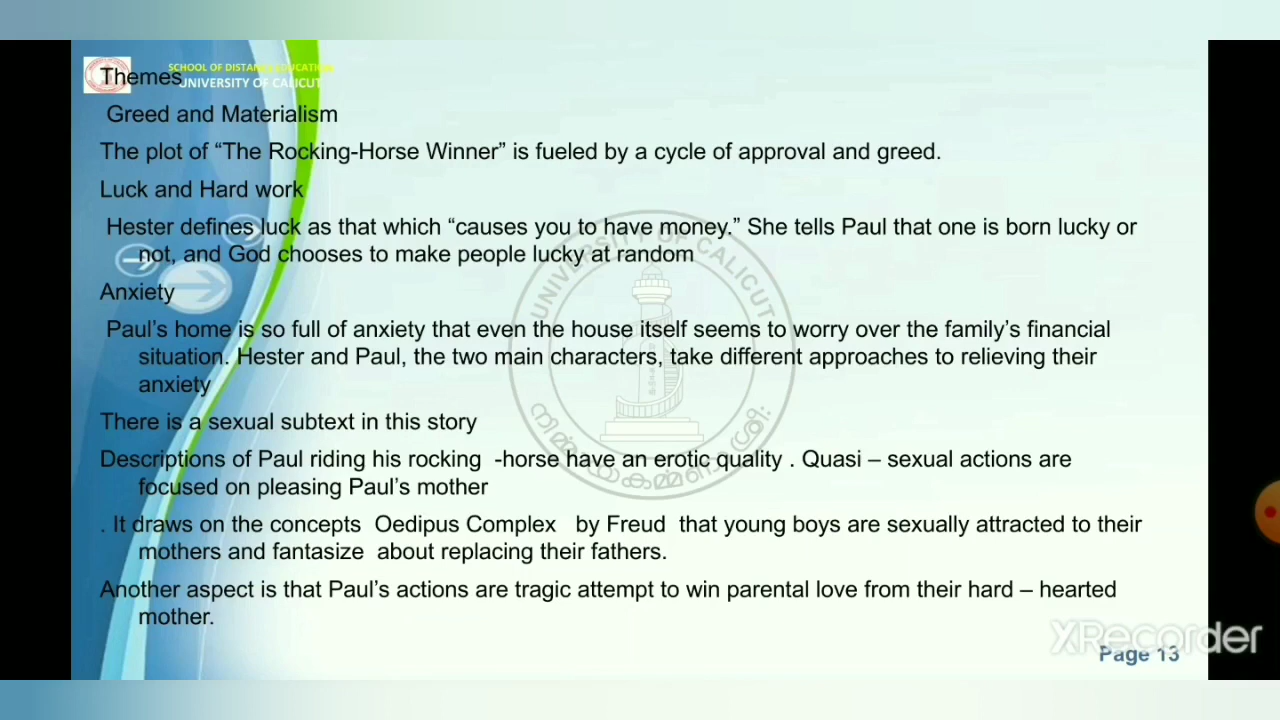 SCHOOL OF DISTANCE EDUCATION
Themes
UNIVERSITY OF CALICUT
Greed and Materialism
The plot of “The Rocking-Horse Winner” is fueled by a cycle of approval and greed.
Luck and Hard work
Hester defines luck as that which “causes you to have money.” She tells Paul that one is born lucky or
not, and God chooses to make people lucky at random
Anxiety
Paul’s home is so full of anxiety that even the house itself seems to worry over the family’s financial
situation. Hester and Paul, the two main characters, take different approaches to relieving their
anxiety
There is a sexual subtext in this story
Descriptions of Paul riding his rocking -horse have an erotic quality . Quasi – sexual actions are
focused on pleasing Paul’s mother
. It draws on the concepts Oedipus Complex by Freud that young boys are sexually attracted to their
mothers and fantasize about replacing their fathers.
Another aspect is that Paul’s actions are tragic attempt to win parental love from their hard – hearted
mother.
UNIVERSITY OF CALICUT
XRecorder
Page 13